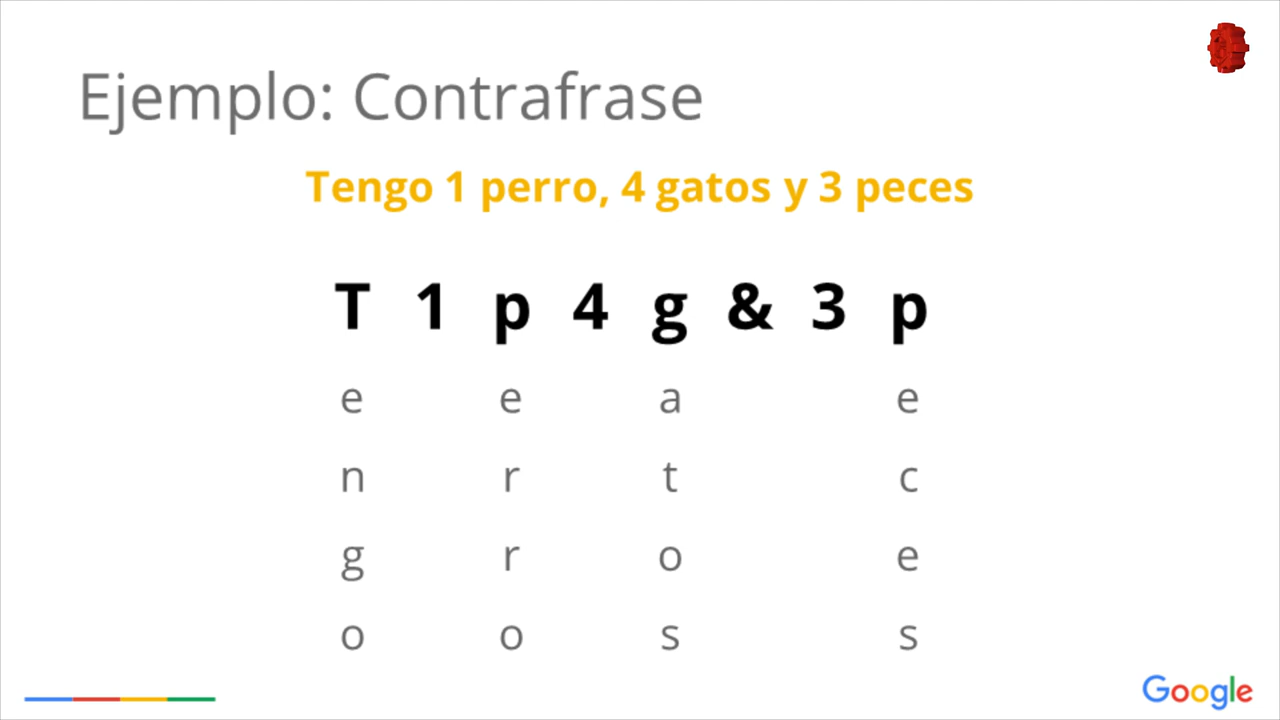 Ejemplo: Contrafrase
Tengo 1 perro, 4 gatos y 3 peces
T 1 p 4 g & 3 p
e e a e
n r t c
g r o e
o o s s
Google